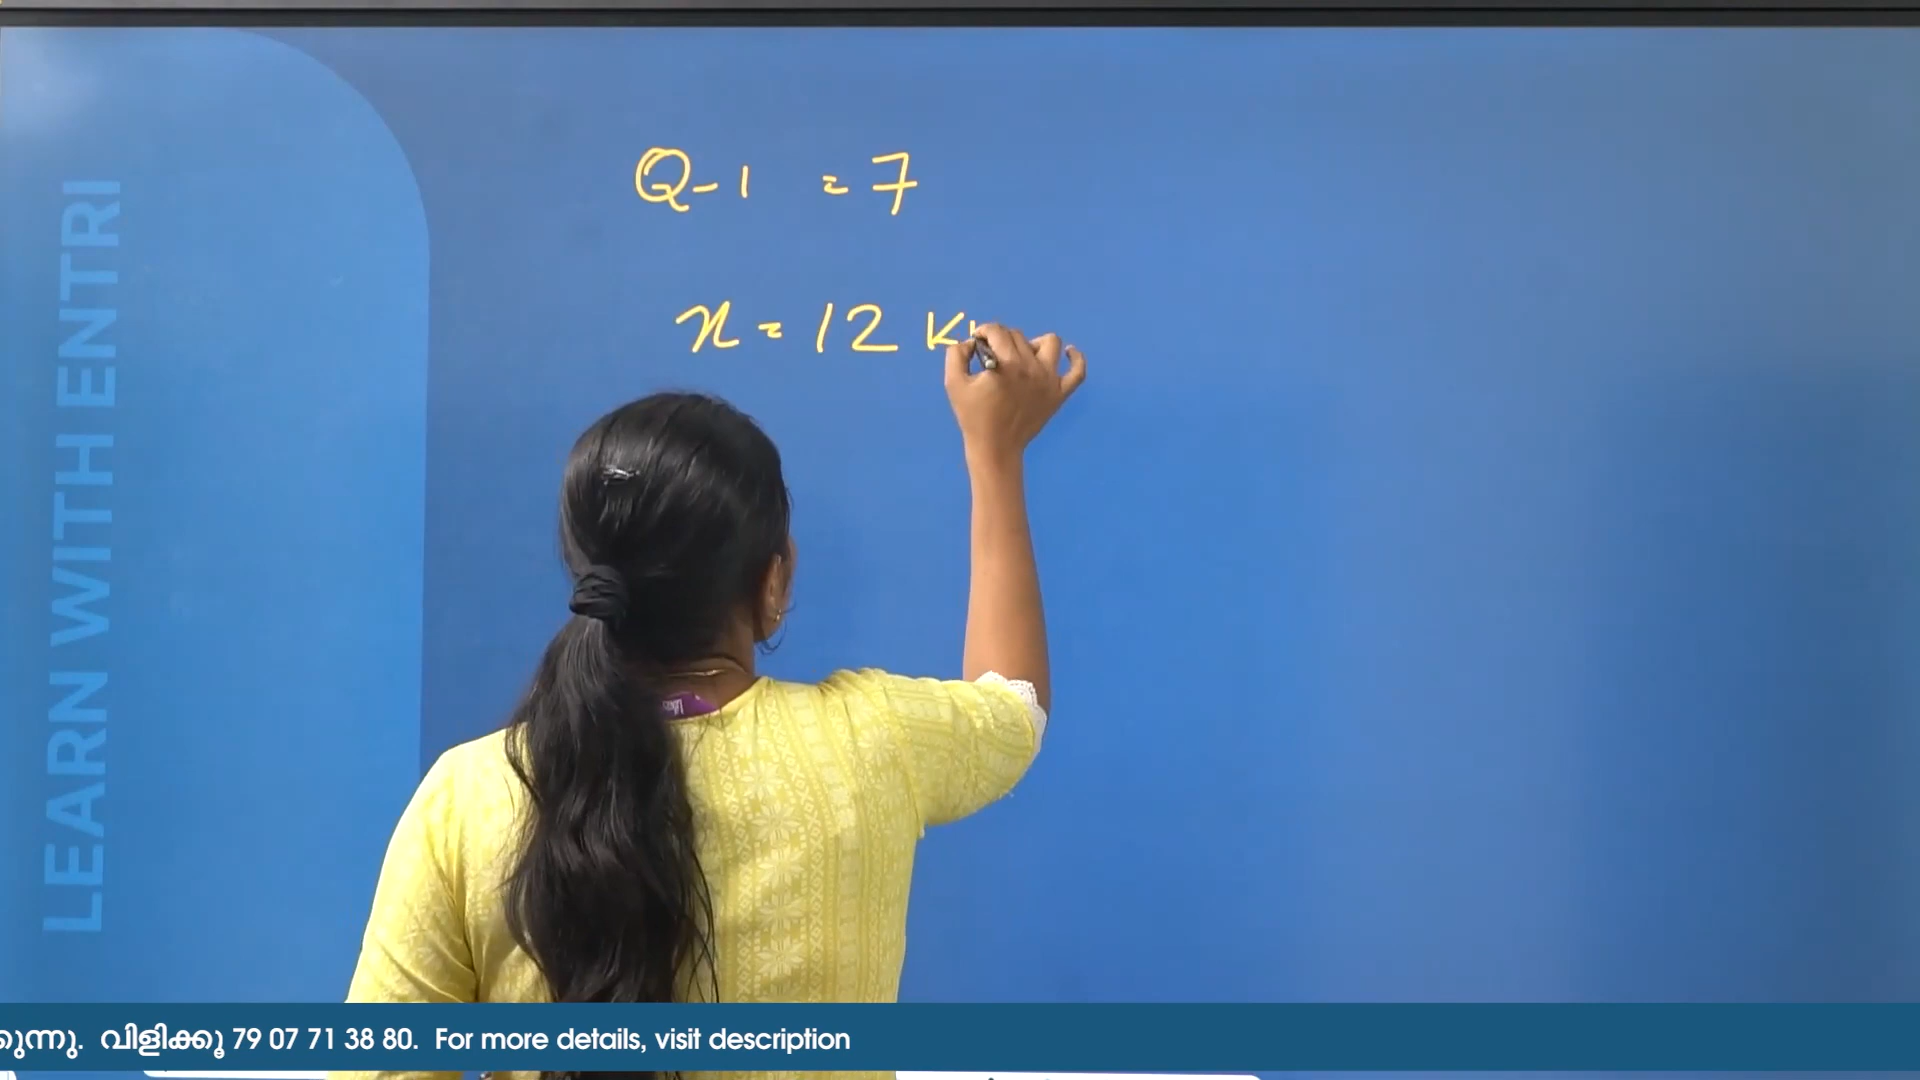 LEARN WITH ENTRI
Q-1 = 7
x = 12
വിളിക്കൂ 79 07 71 38 80. For more details, visit description